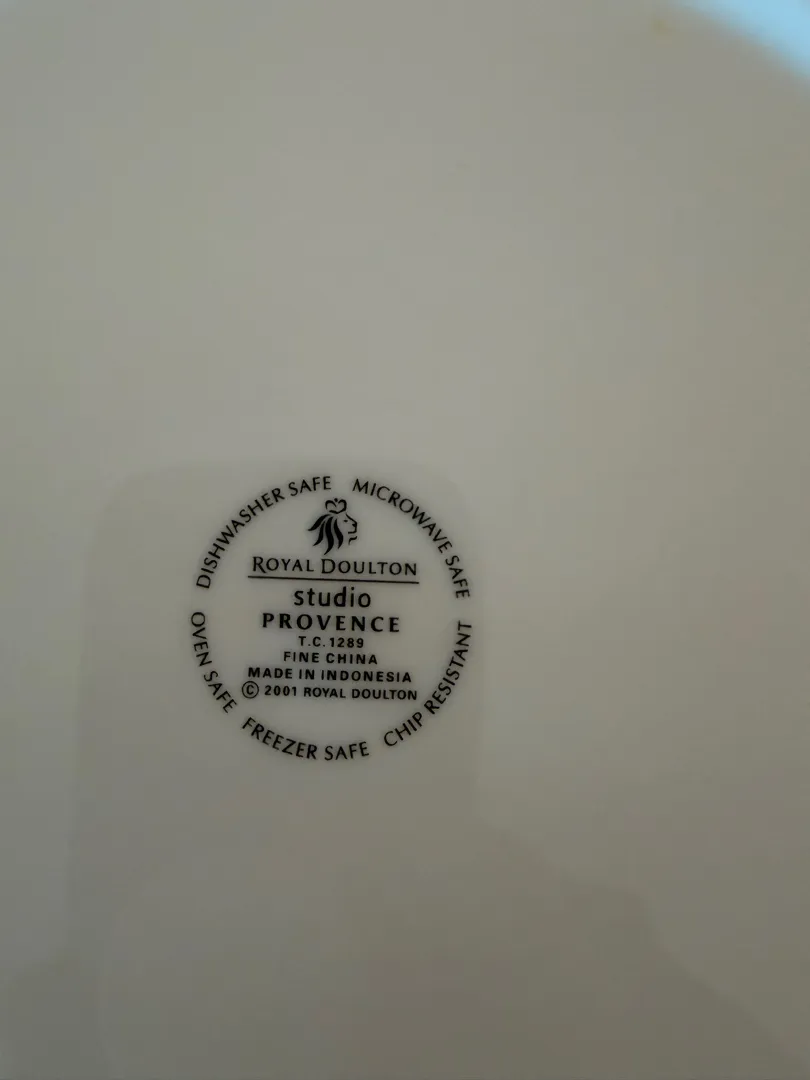 DISHWASHER SAFE MICROWAVE SAFE
ROYAL DOULTON
studio
PROVENCE
T.C.1289
FINE CHINA
MADE IN INDONESIA
© 2001 ROYAL DOULTON
OVEN SAFE FREEZER SAFE CHIP RESISTANT